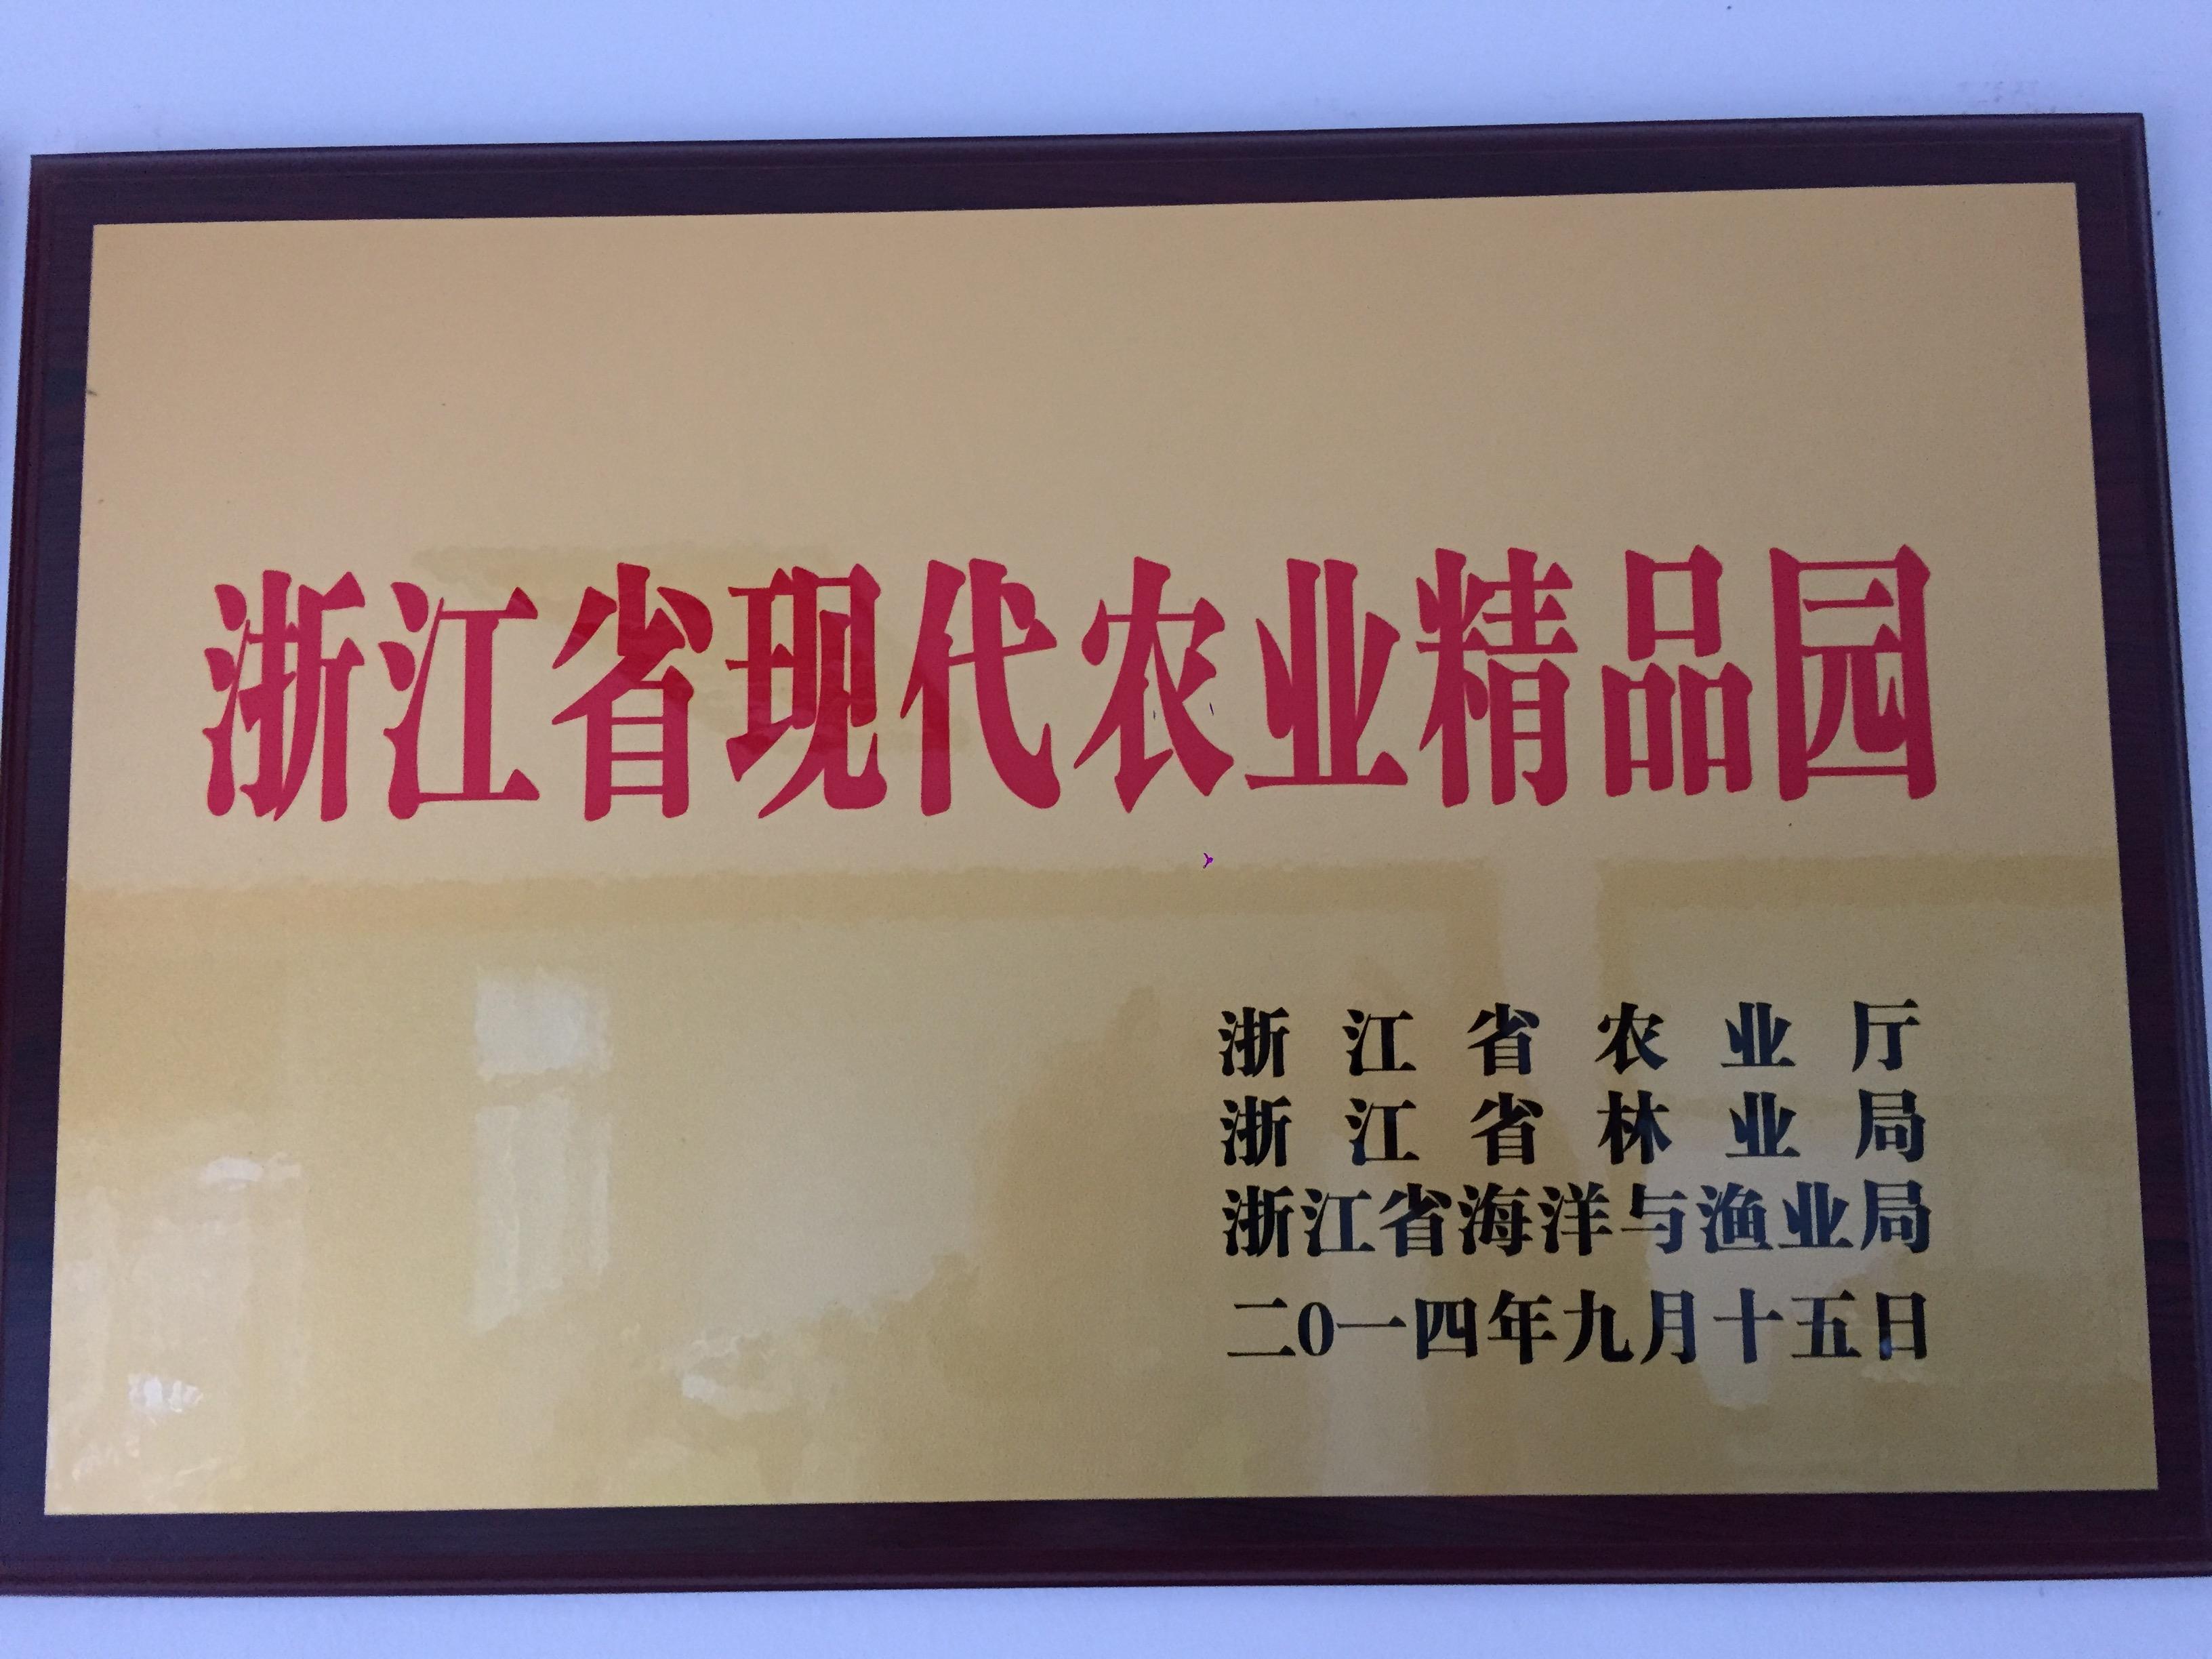 浙江省现代农业精品园
浙江省农业厅
浙江省林业局
浙江省海洋与渔业局
二0一四年九月十五日